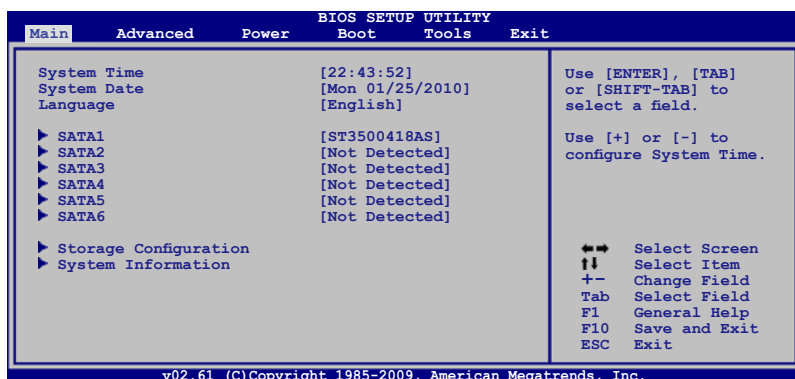 BIOS SETUP UTILITY
Main Advanced Power Boot Tools Exit
System Time [22:43:52]
System Date [Mon 01/25/2010]
Language [English]
SATA1 [ST3500418AS]
SATA2 [Not Detected]
SATA3 [Not Detected]
SATA4 [Not Detected]
SATA5 [Not Detected]
SATA6 [Not Detected]
Storage Configuration
System Information
Use [ENTER], [TAB]
or [SHIFT-TAB] to
select a field.
Use [+] or [-] to
configure System Time.
←→ Select Screen
↑↓ Select Item
+- Change Field
Tab Select Field
F1 General Help
F10 Save and Exit
ESC Exit
v02.61 (C)Copyright 1985-2009, American Megatrends, Inc.